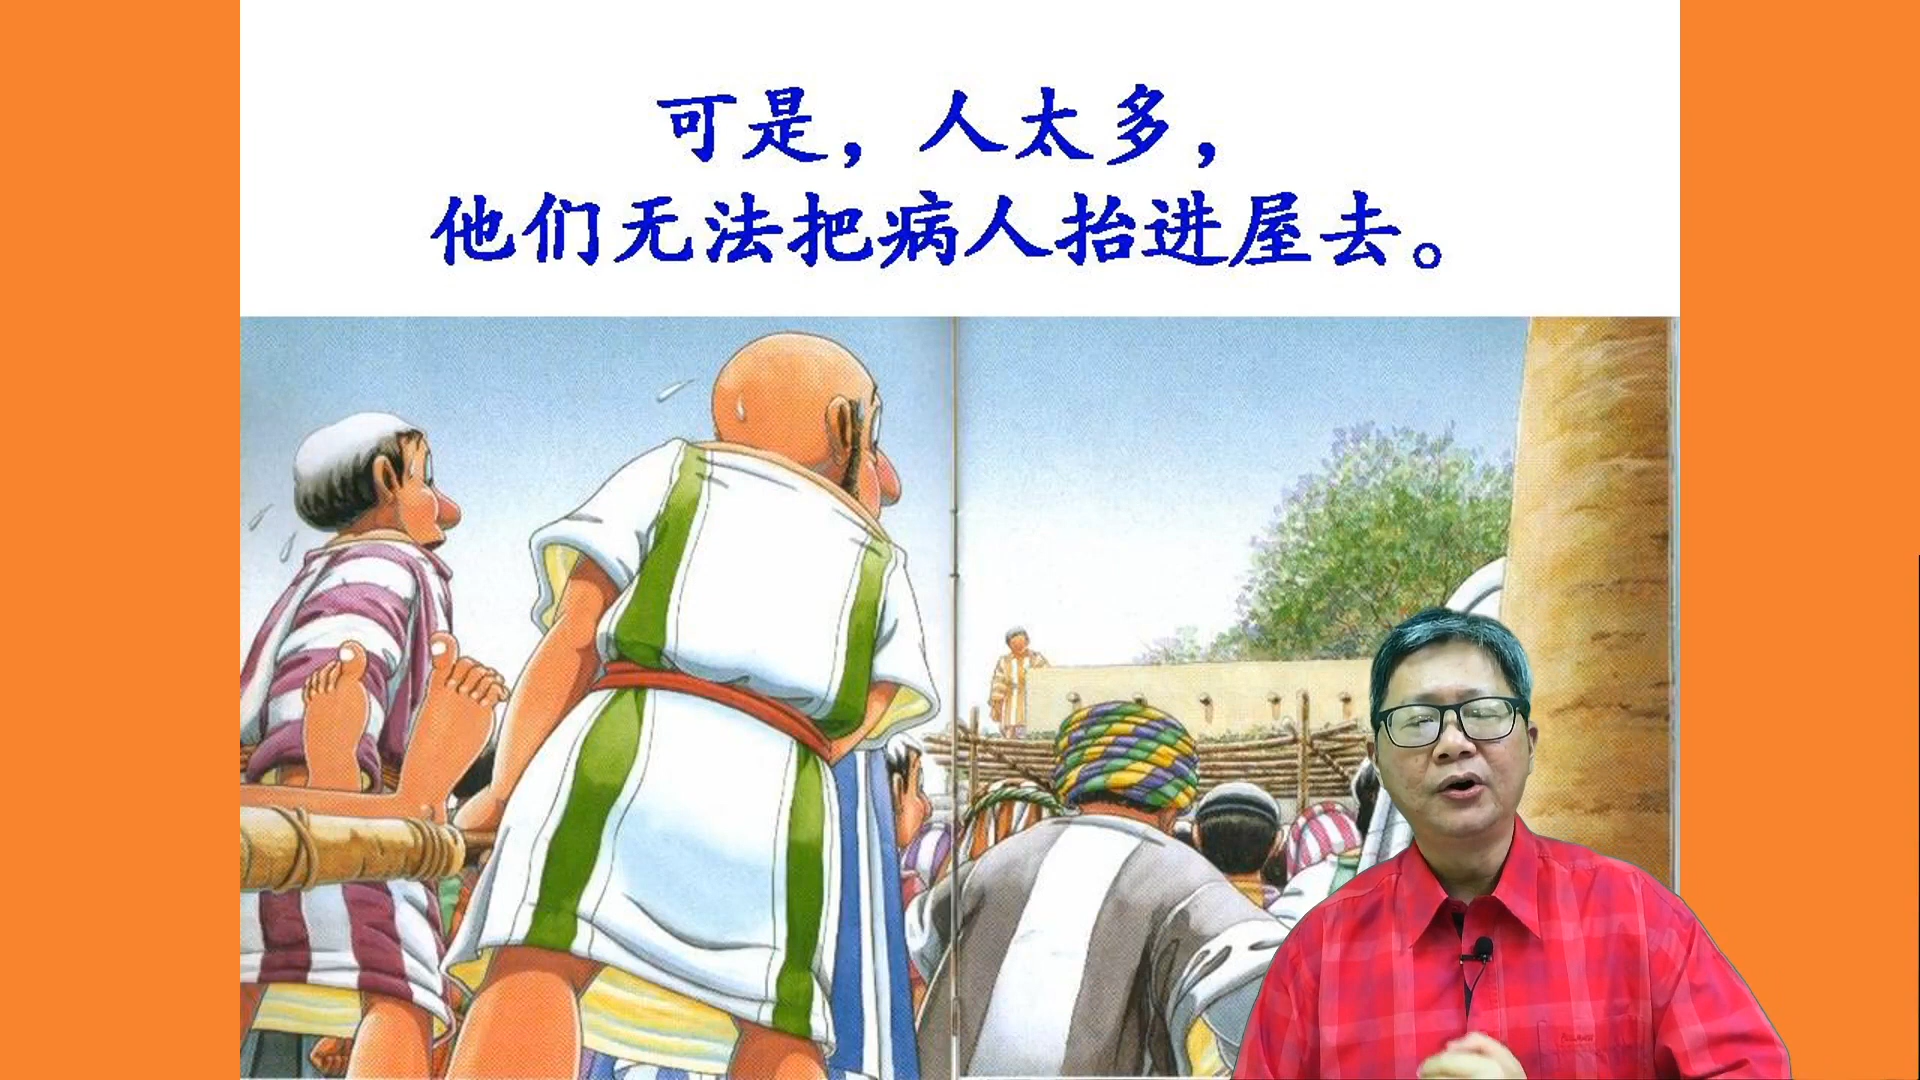 可是，人太多，
他们无法把病人抬进屋去。